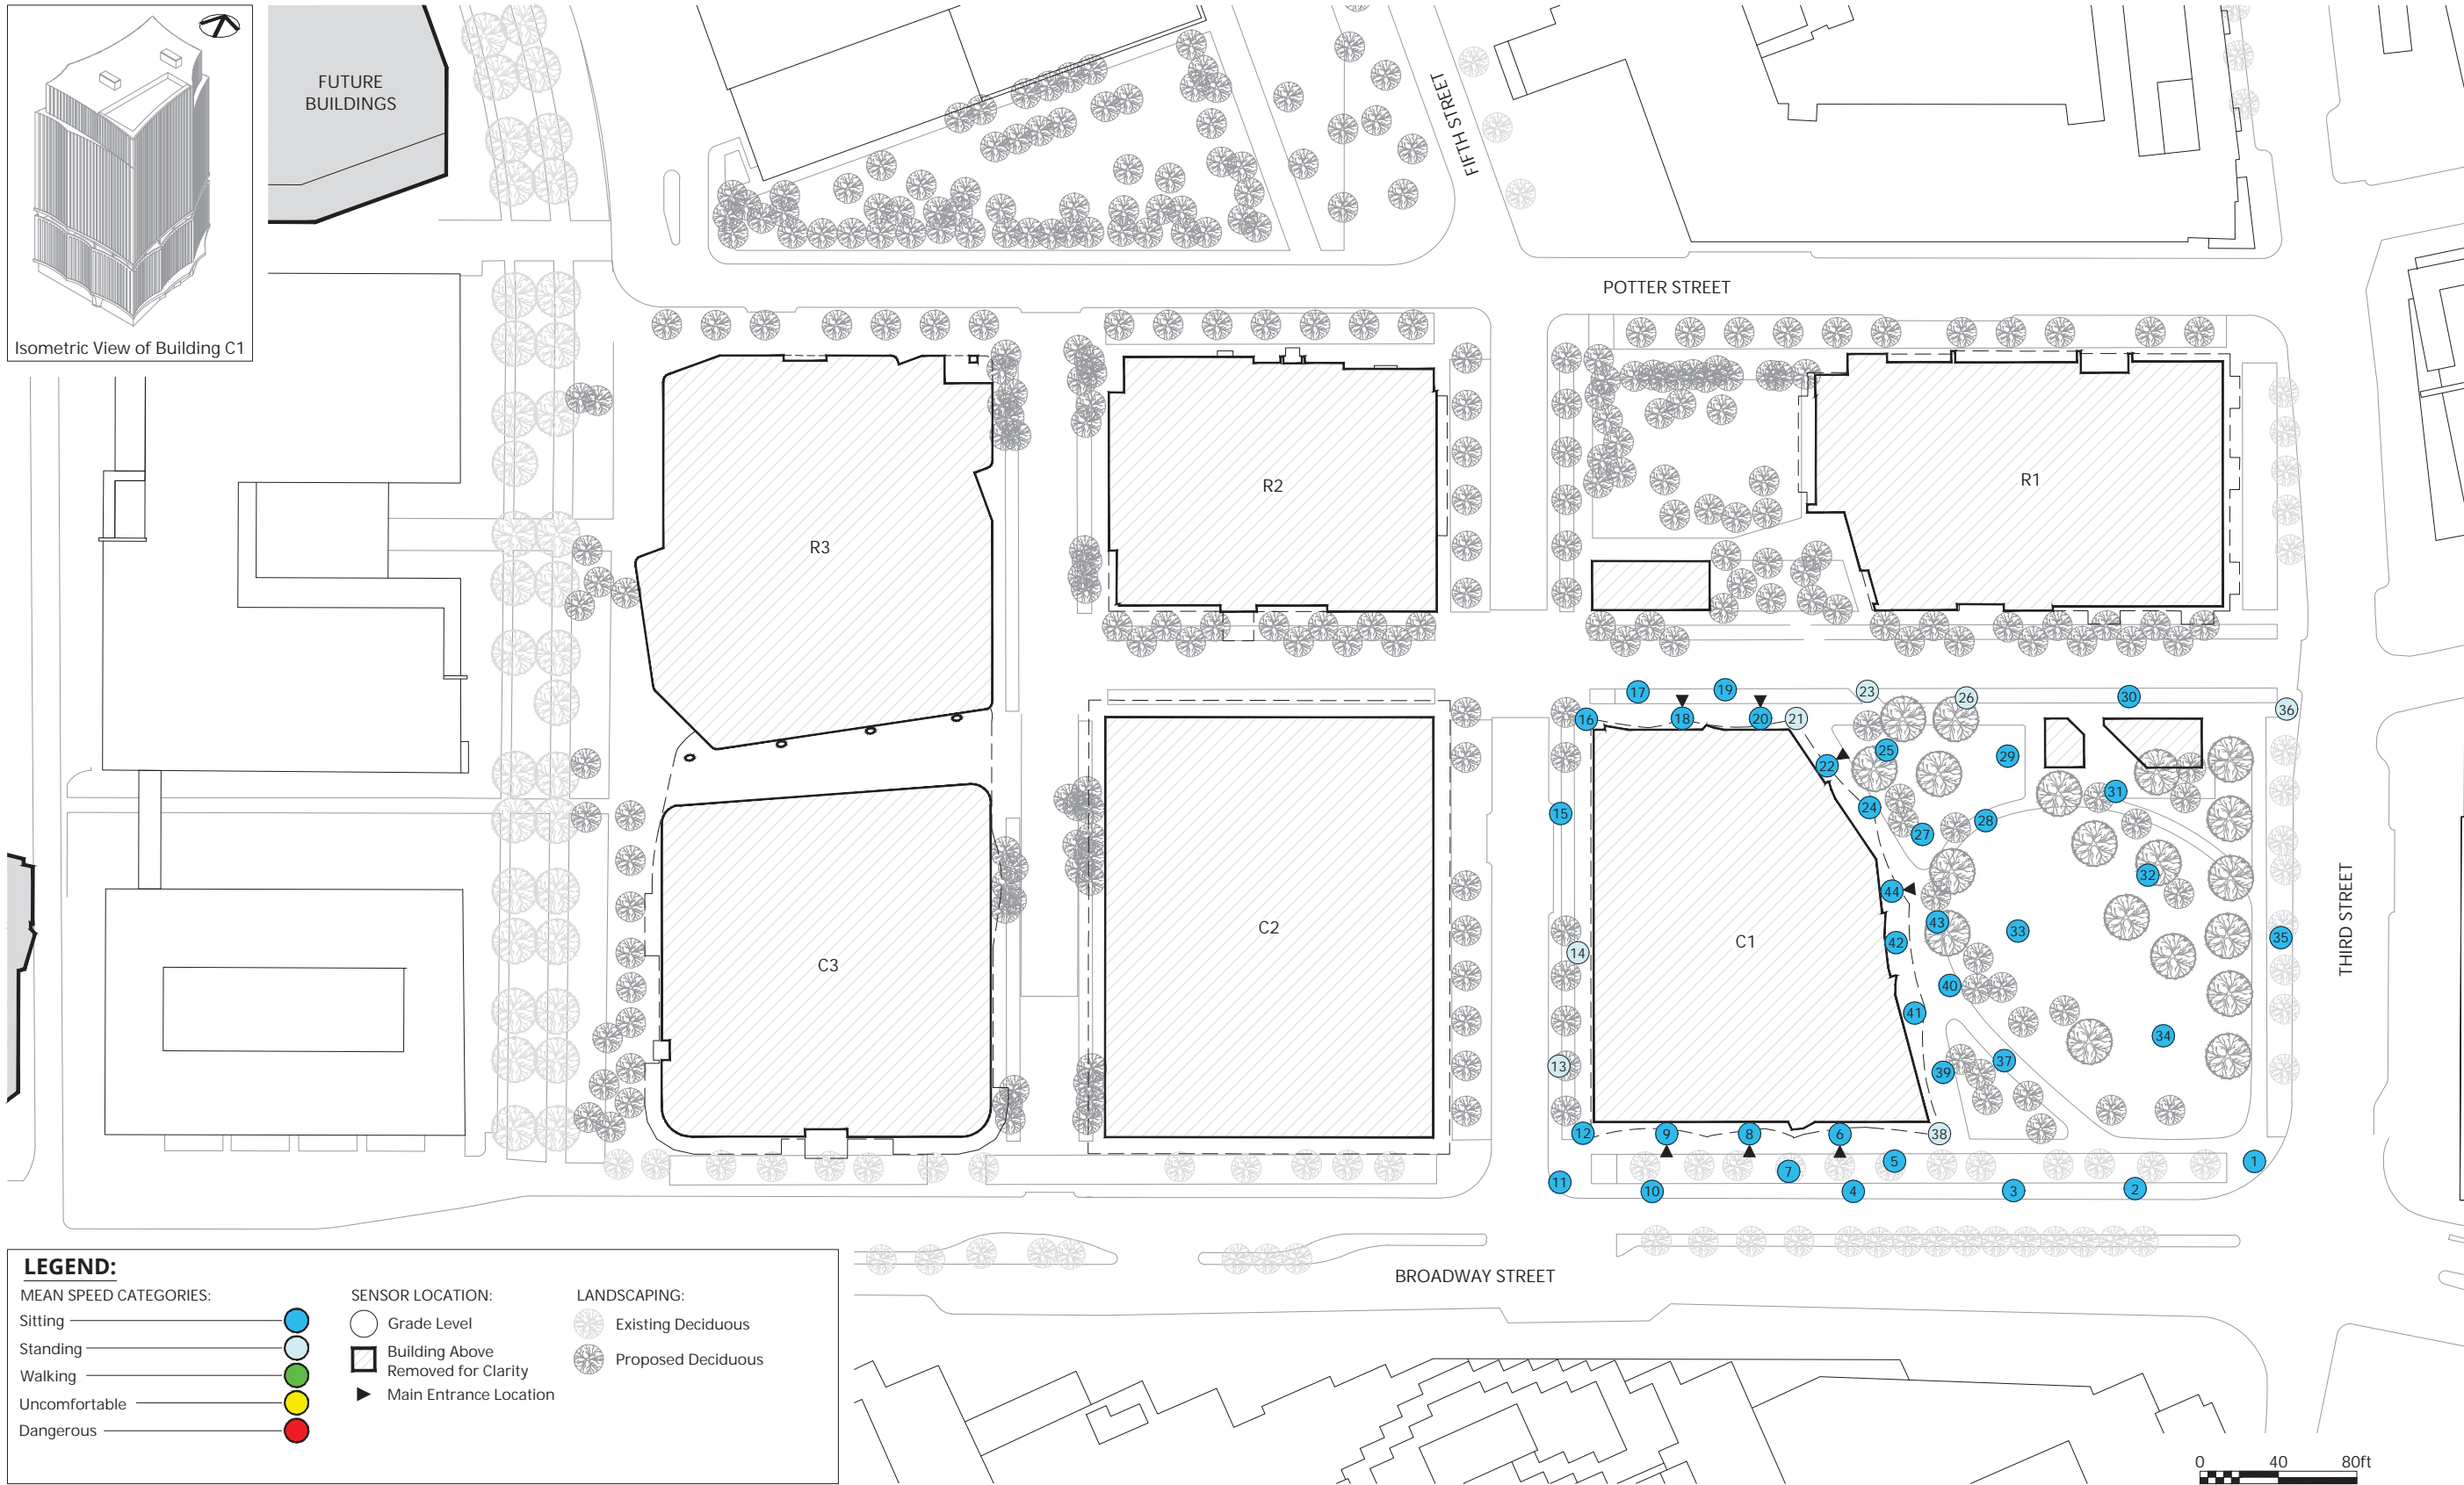 Isometric View of Building C1
FUTURE
BUILDINGS
FIFTH STREET
POTTER STREET
R3
R2
R1
C3
C2
C1
THIRD STREET
BROADWAY STREET
17
19
23
26
30
36
16
18
20
21
22
25
29
24
31
15
27
28
32
44
43
33
35
42
14
40
41
34
13
39
37
12
9
8
6
38
5
1
7
11
10
4
3
2
LEGEND:
MEAN SPEED CATEGORIES:
Sitting
Standing
Walking
Uncomfortable
Dangerous
SENSOR LOCATION:
Grade Level
Building Above
Removed for Clarity
Main Entrance Location
LANDSCAPING:
Existing Deciduous
Proposed Deciduous
0 40 80ft